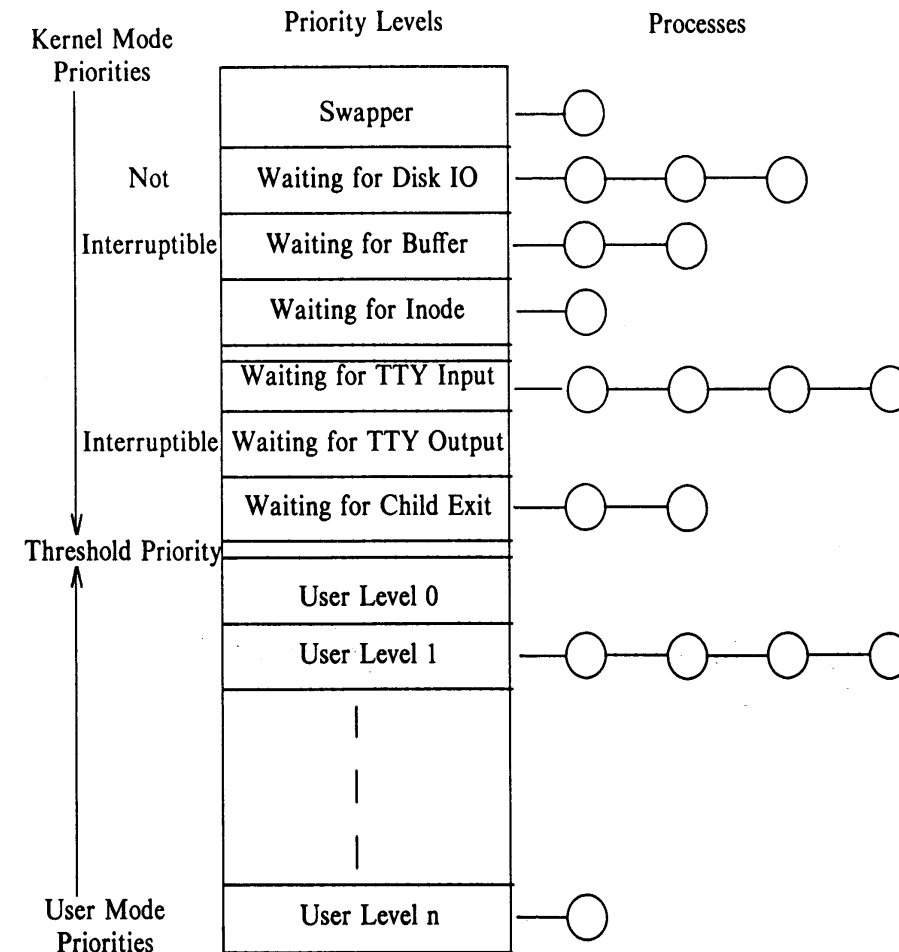 Priority Levels
Processes
Kernel Mode
Priorities
Swapper
Not
Waiting for Disk IO
Interruptible
Waiting for Buffer
Waiting for Inode
Waiting for TTY Input
Interruptible
Waiting for TTY Output
Waiting for Child Exit
Threshold Priority
User Level 0
User Level 1
User Level n
User Mode
Priorities